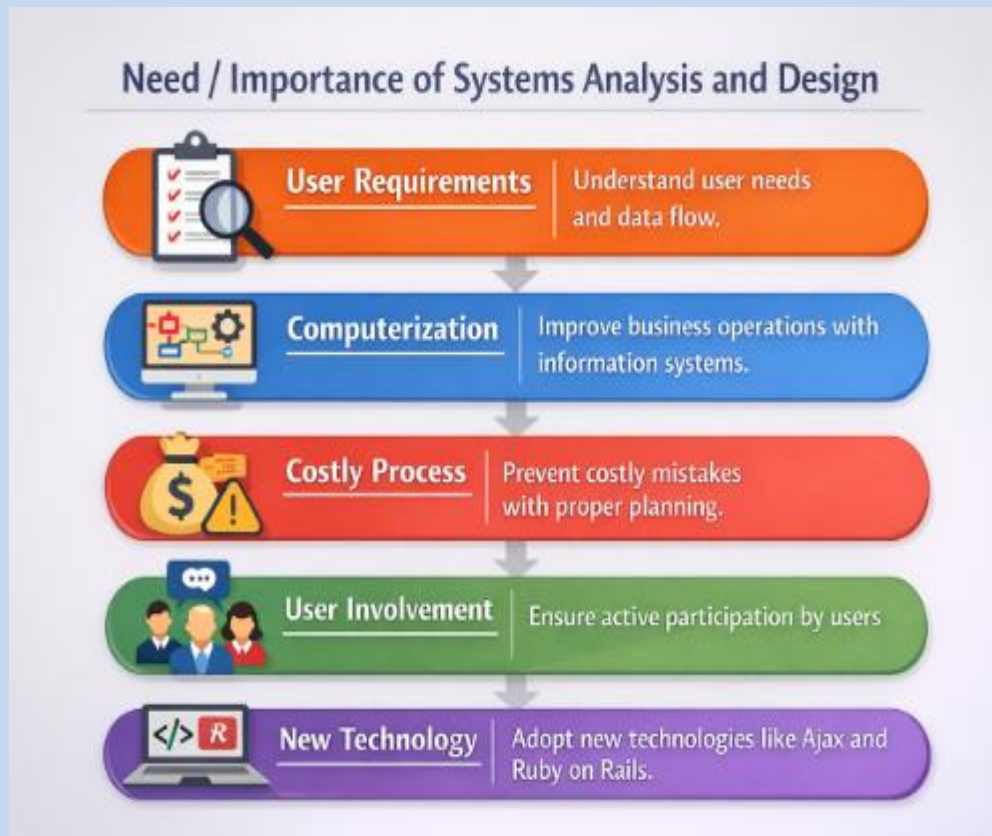 Need / Importance of Systems Analysis and Design
User Requirements
Understand user needs
and data flow.
Computerization
Improve business operations with
information systems.
Costly Process
Prevent costly mistakes
with proper planning.
User Involvement
Ensure active participation by users
</> R
New Technology
Adopt new technologies like Ajax and
Ruby on Rails.